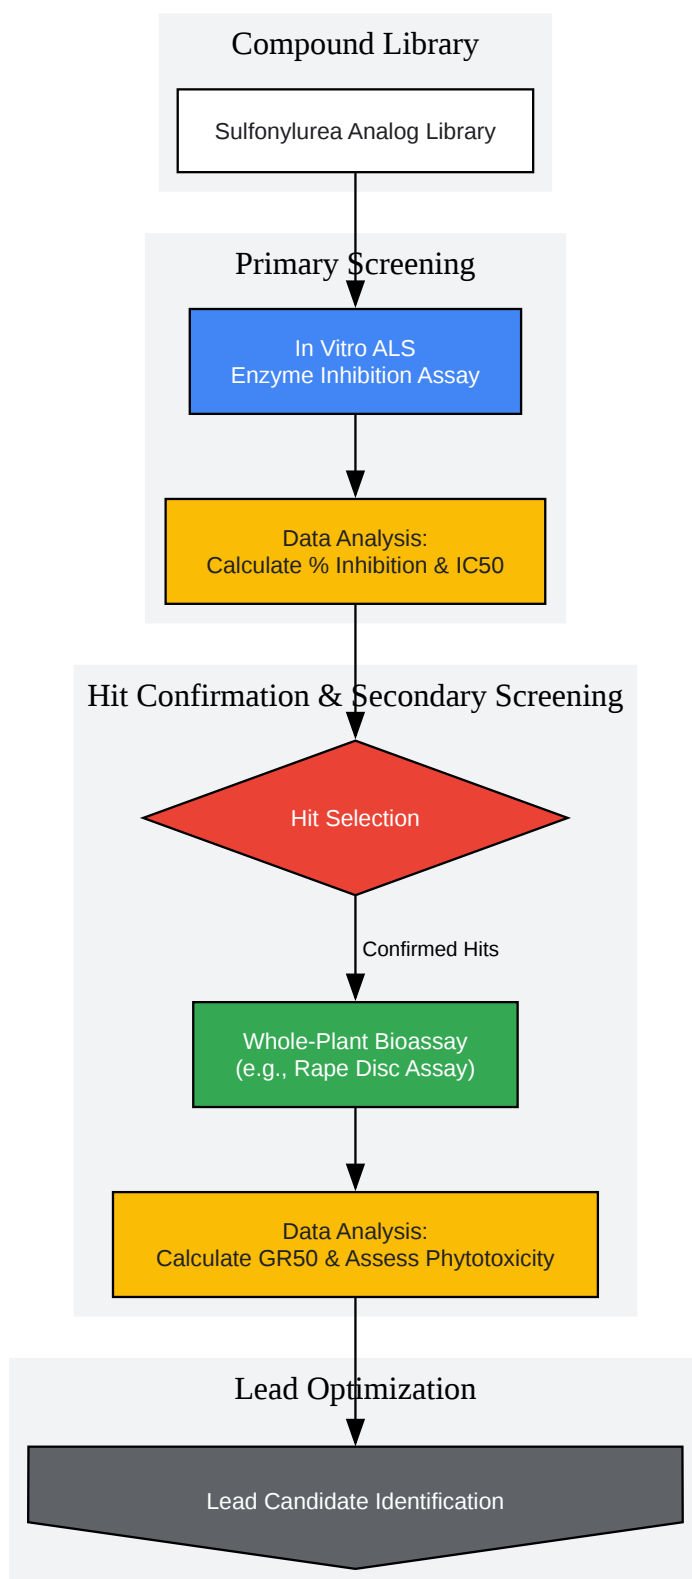 Compound Library
Sulfonylurea Analog Library
Primary Screening
In Vitro ALS
Enzyme Inhibition Assay
Data Analysis:
Calculate % Inhibition & IC50
Hit Confirmation & Secondary Screening
Hit Selection
Confirmed Hits
Whole-Plant Bioassay
(e.g., Rape Disc Assay)
Data Analysis:
Calculate GR50 & Assess Phytotoxicity
Lead Optimization
Lead Candidate Identification